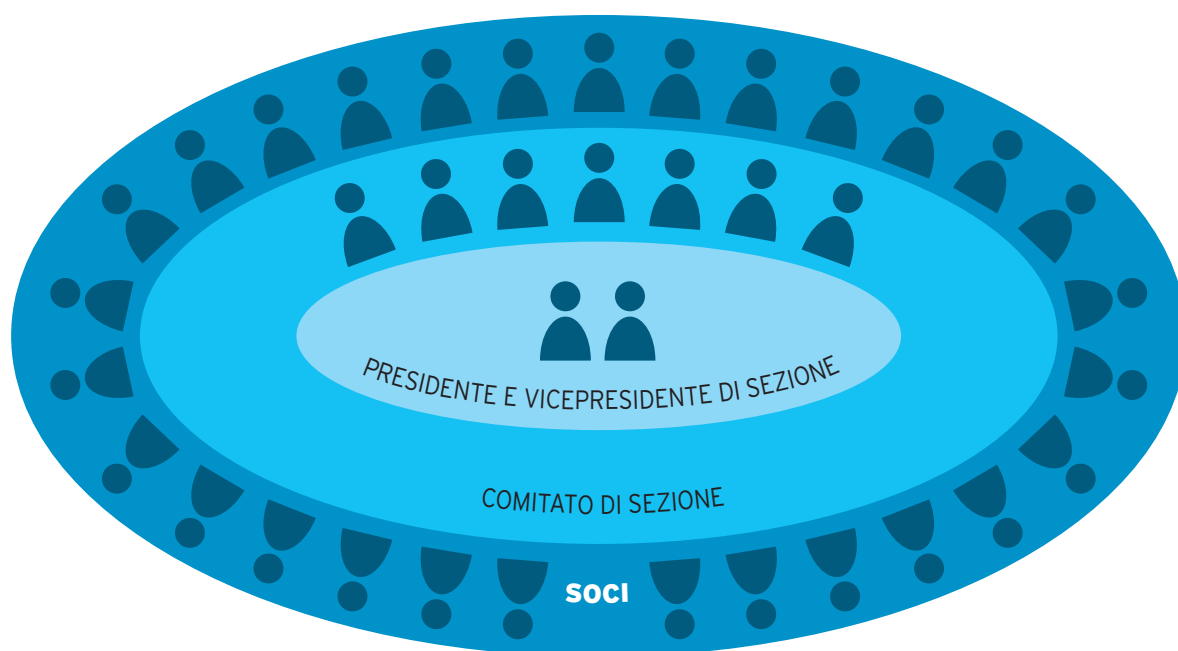 PRESIDENTE E VICEPRESIDENTE DI SEZIONE
COMITATO DI SEZIONE
SOCI